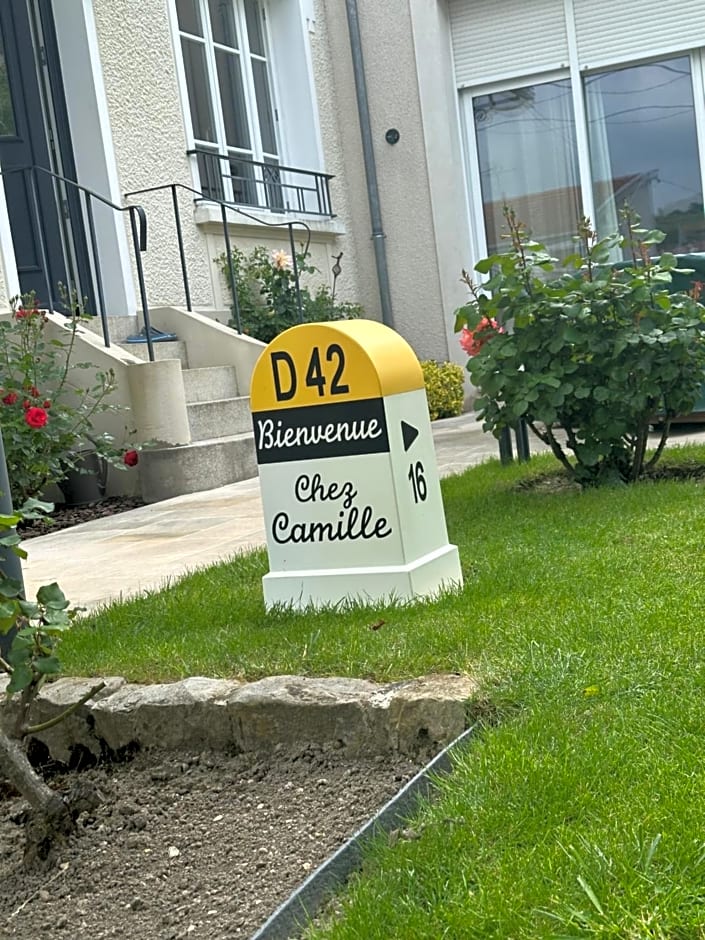 D 42
Bienvenue
Chez
Camille
▶
16